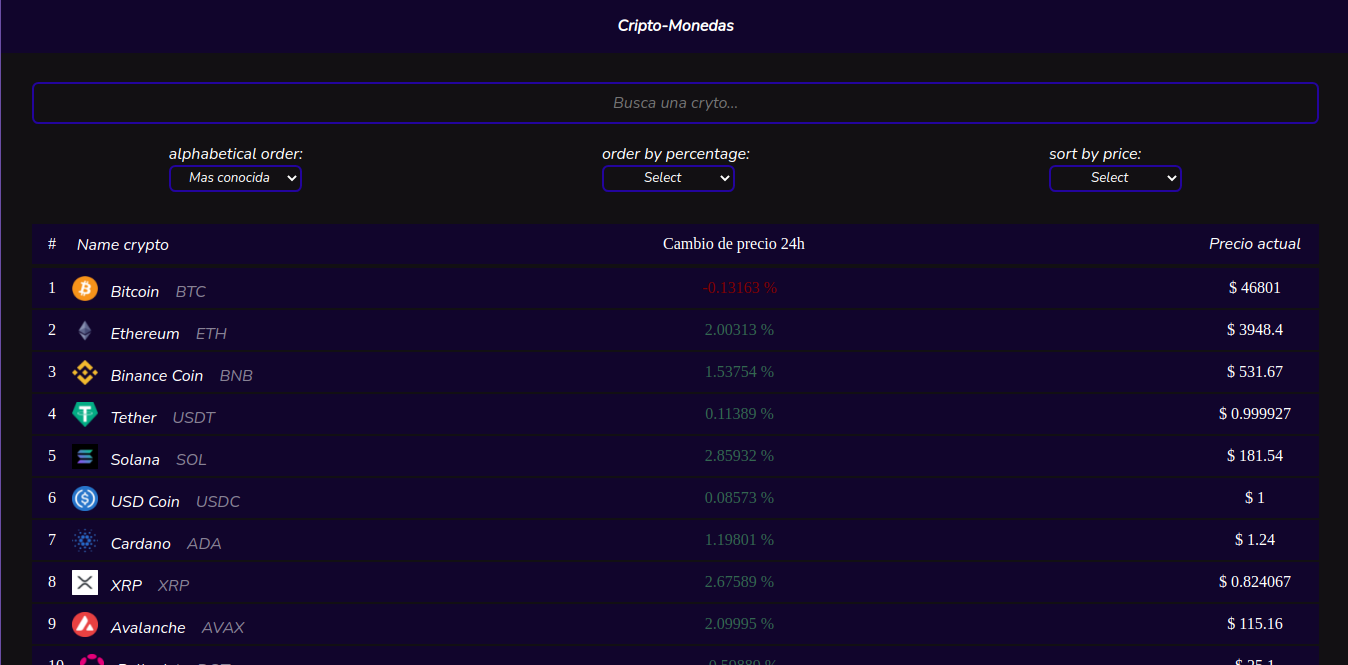 Cripto-Monedas
Busca una cryto...
alphabetical order: order by percentage: sort by price:
Mas conocida Select Select
# Name crypto Cambio de precio 24h Precio actual
1 Bitcoin BTC -0.13163 % $ 46801
2 Ethereum ETH 2.00313 % $ 3948.4
3 Binance Coin BNB 1.53754 % $ 531.67
4 Tether USDT 0.11389 % $ 0.999927
5 Solana SOL 2.85932 % $ 181.54
6 USD Coin USDC 0.08573 % $ 1
7 Cardano ADA 1.19801 % $ 1.24
8 XRP XRP 2.67589 % $ 0.824067
9 Avalanche AVAX 2.09995 % $ 115.16
10